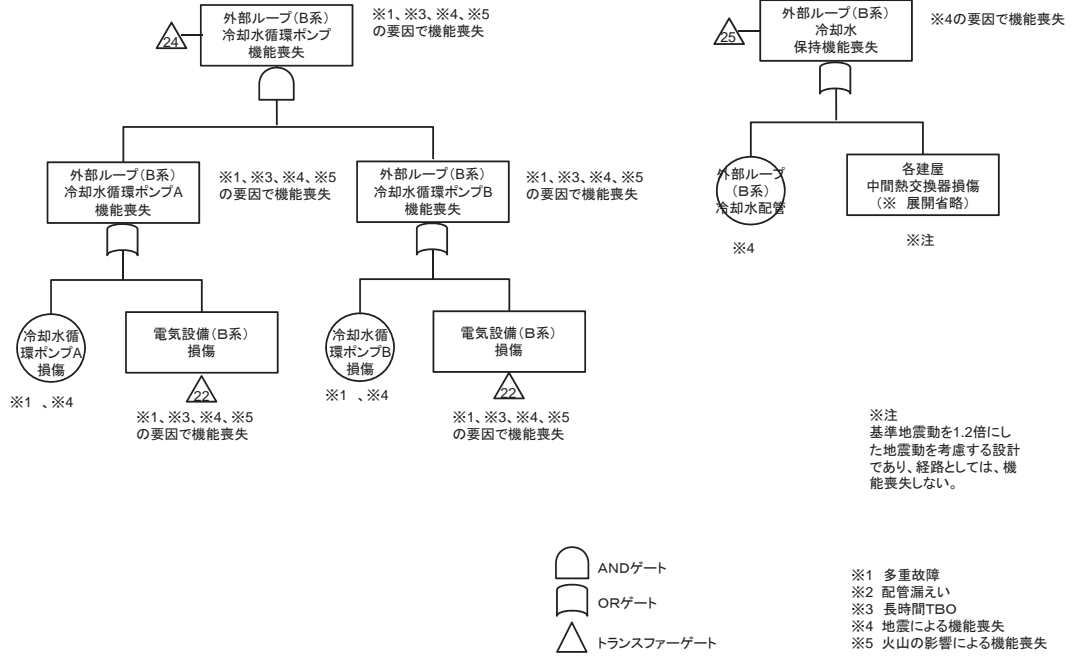 外部ループ(B系)
冷却水循環ポンプ
機能喪失
24
※1、※3、※4、※5
の要因で機能喪失
外部ループ(B系)
冷却水循環ポンプA
機能喪失
※1、※3、※4、※5
の要因で機能喪失
外部ループ(B系)
冷却水循環ポンプB
機能喪失
※1、※3、※4、※5
の要因で機能喪失
冷却水循
環ポンプA
損傷
※1 、※4
電気設備(B系)
損傷
22
※1、※3、※4、※5
の要因で機能喪失
冷却水循
環ポンプB
損傷
※1 、※4
電気設備(B系)
損傷
22
※1、※3、※4、※5
の要因で機能喪失
外部ループ(B系)
冷却水
保持機能喪失
25
※4の要因で機能喪失
外部ループ
(B系)
冷却水配管
※4
各建屋
中間熱交換器損傷
(※ 展開省略)
※注
※注
基準地震動を1.2倍にし
た地震動を考慮する設計
であり、経路としては、機
能喪失しない。
ANDゲート
ORゲート
トランスファーゲート
※1 多重故障
※2 配管漏えい
※3 長時間TBO
※4 地震による機能喪失
※5 火山の影響による機能喪失